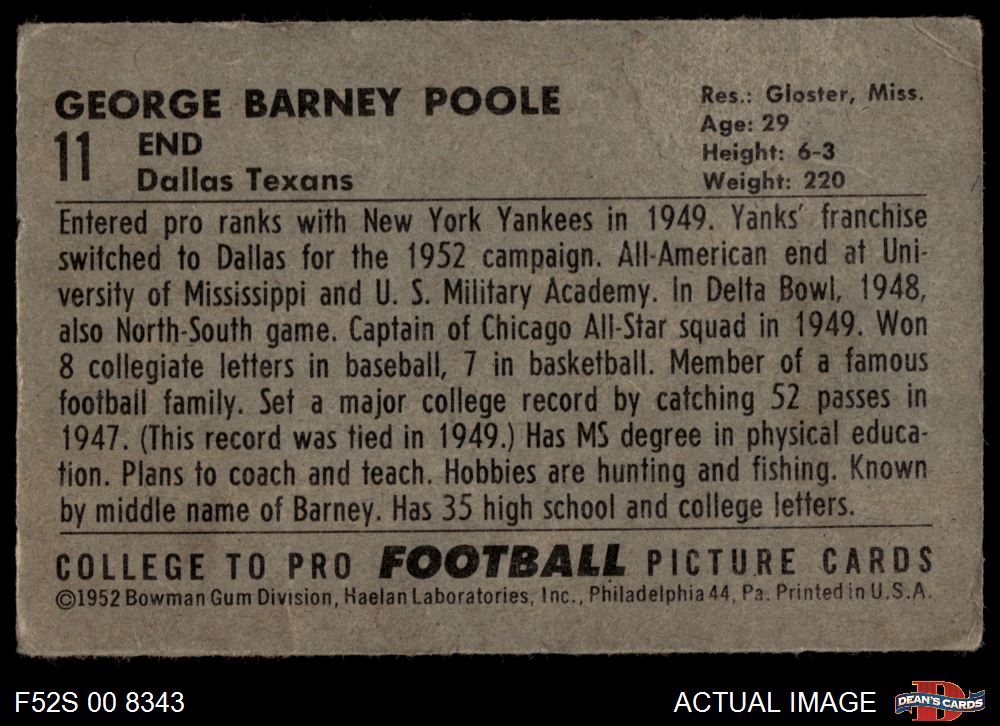 GEORGE BARNEY POOLE
11 END
Dallas Texans
Res.: Gloster, Miss.
Age: 29
Height: 6-3
Weight: 220
Entered pro ranks with New York Yankees in 1949. Yanks' franchise
switched to Dallas for the 1952 campaign. All-American end at Uni-
versity of Mississippi and U. S. Military Academy. In Delta Bowl, 1948,
also North-South game. Captain of Chicago All-Star squad in 1949. Won
8 collegiate letters in baseball, 7 in basketball. Member of a famous
football family. Set a major college record by catching 52 passes in
1947. (This record was tied in 1949.) Has MS degree in physical educa-
tion. Plans to coach and teach. Hobbies are hunting and fishing. Known
by middle name of Barney. Has 35 high school and college letters.
COLLEGE TO PRO FOOTBALL PICTURE CARDS
©1952 Bowman Gum Division, Haelan Laboratories, Inc., Philadelphia 44, Pa. Printed in U.S.A.
F52S 00 8343
ACTUAL IMAGE
D
DEAN'S CARDS